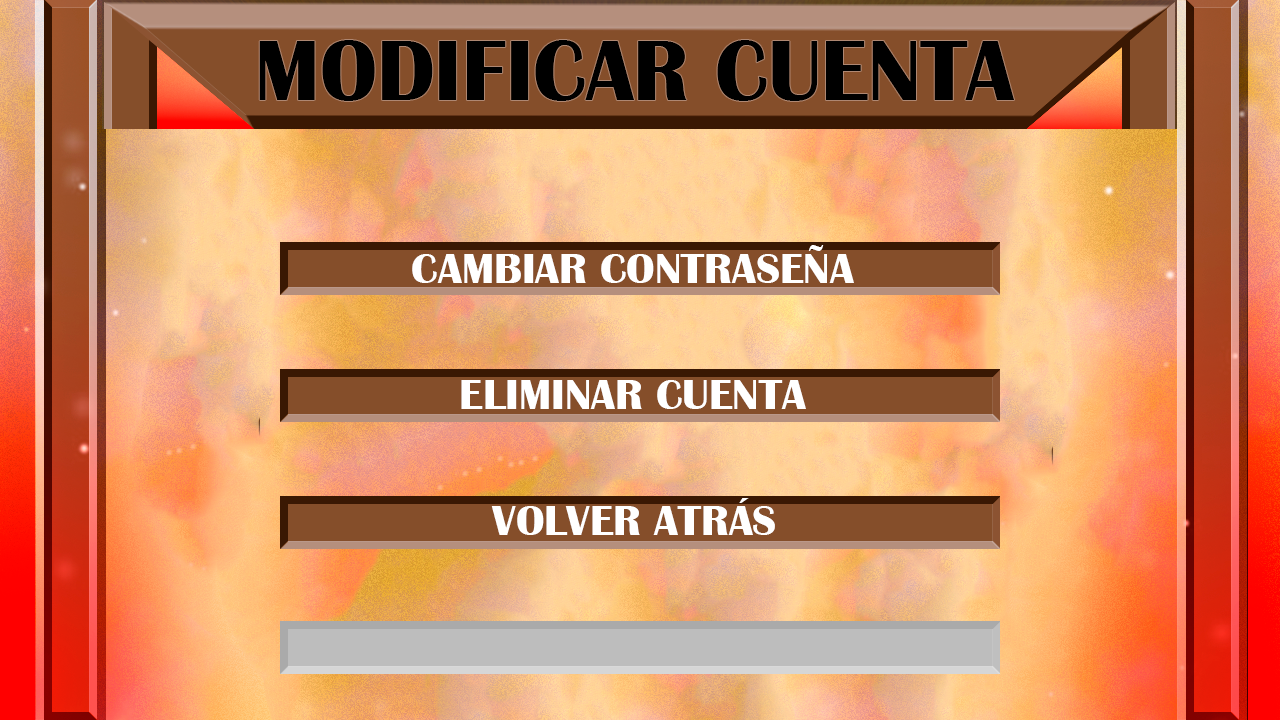 MODIFICAR CUENTA
CAMBIAR CONTRASEÑA
ELIMINAR CUENTA
VOLVER ATRÁS